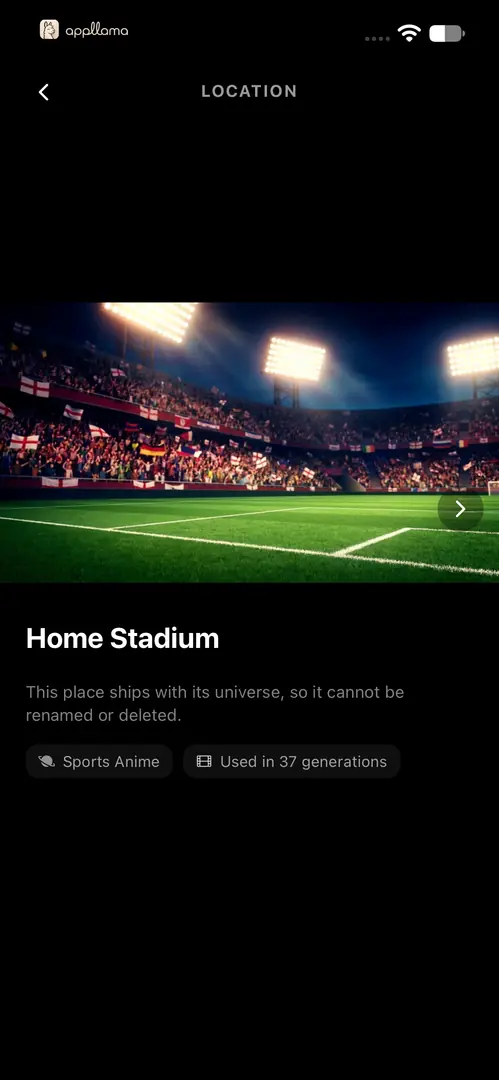 appllama
LOCATION
Home Stadium
This place ships with its universe, so it cannot be
renamed or deleted.
Sports Anime
Used in 37 generations